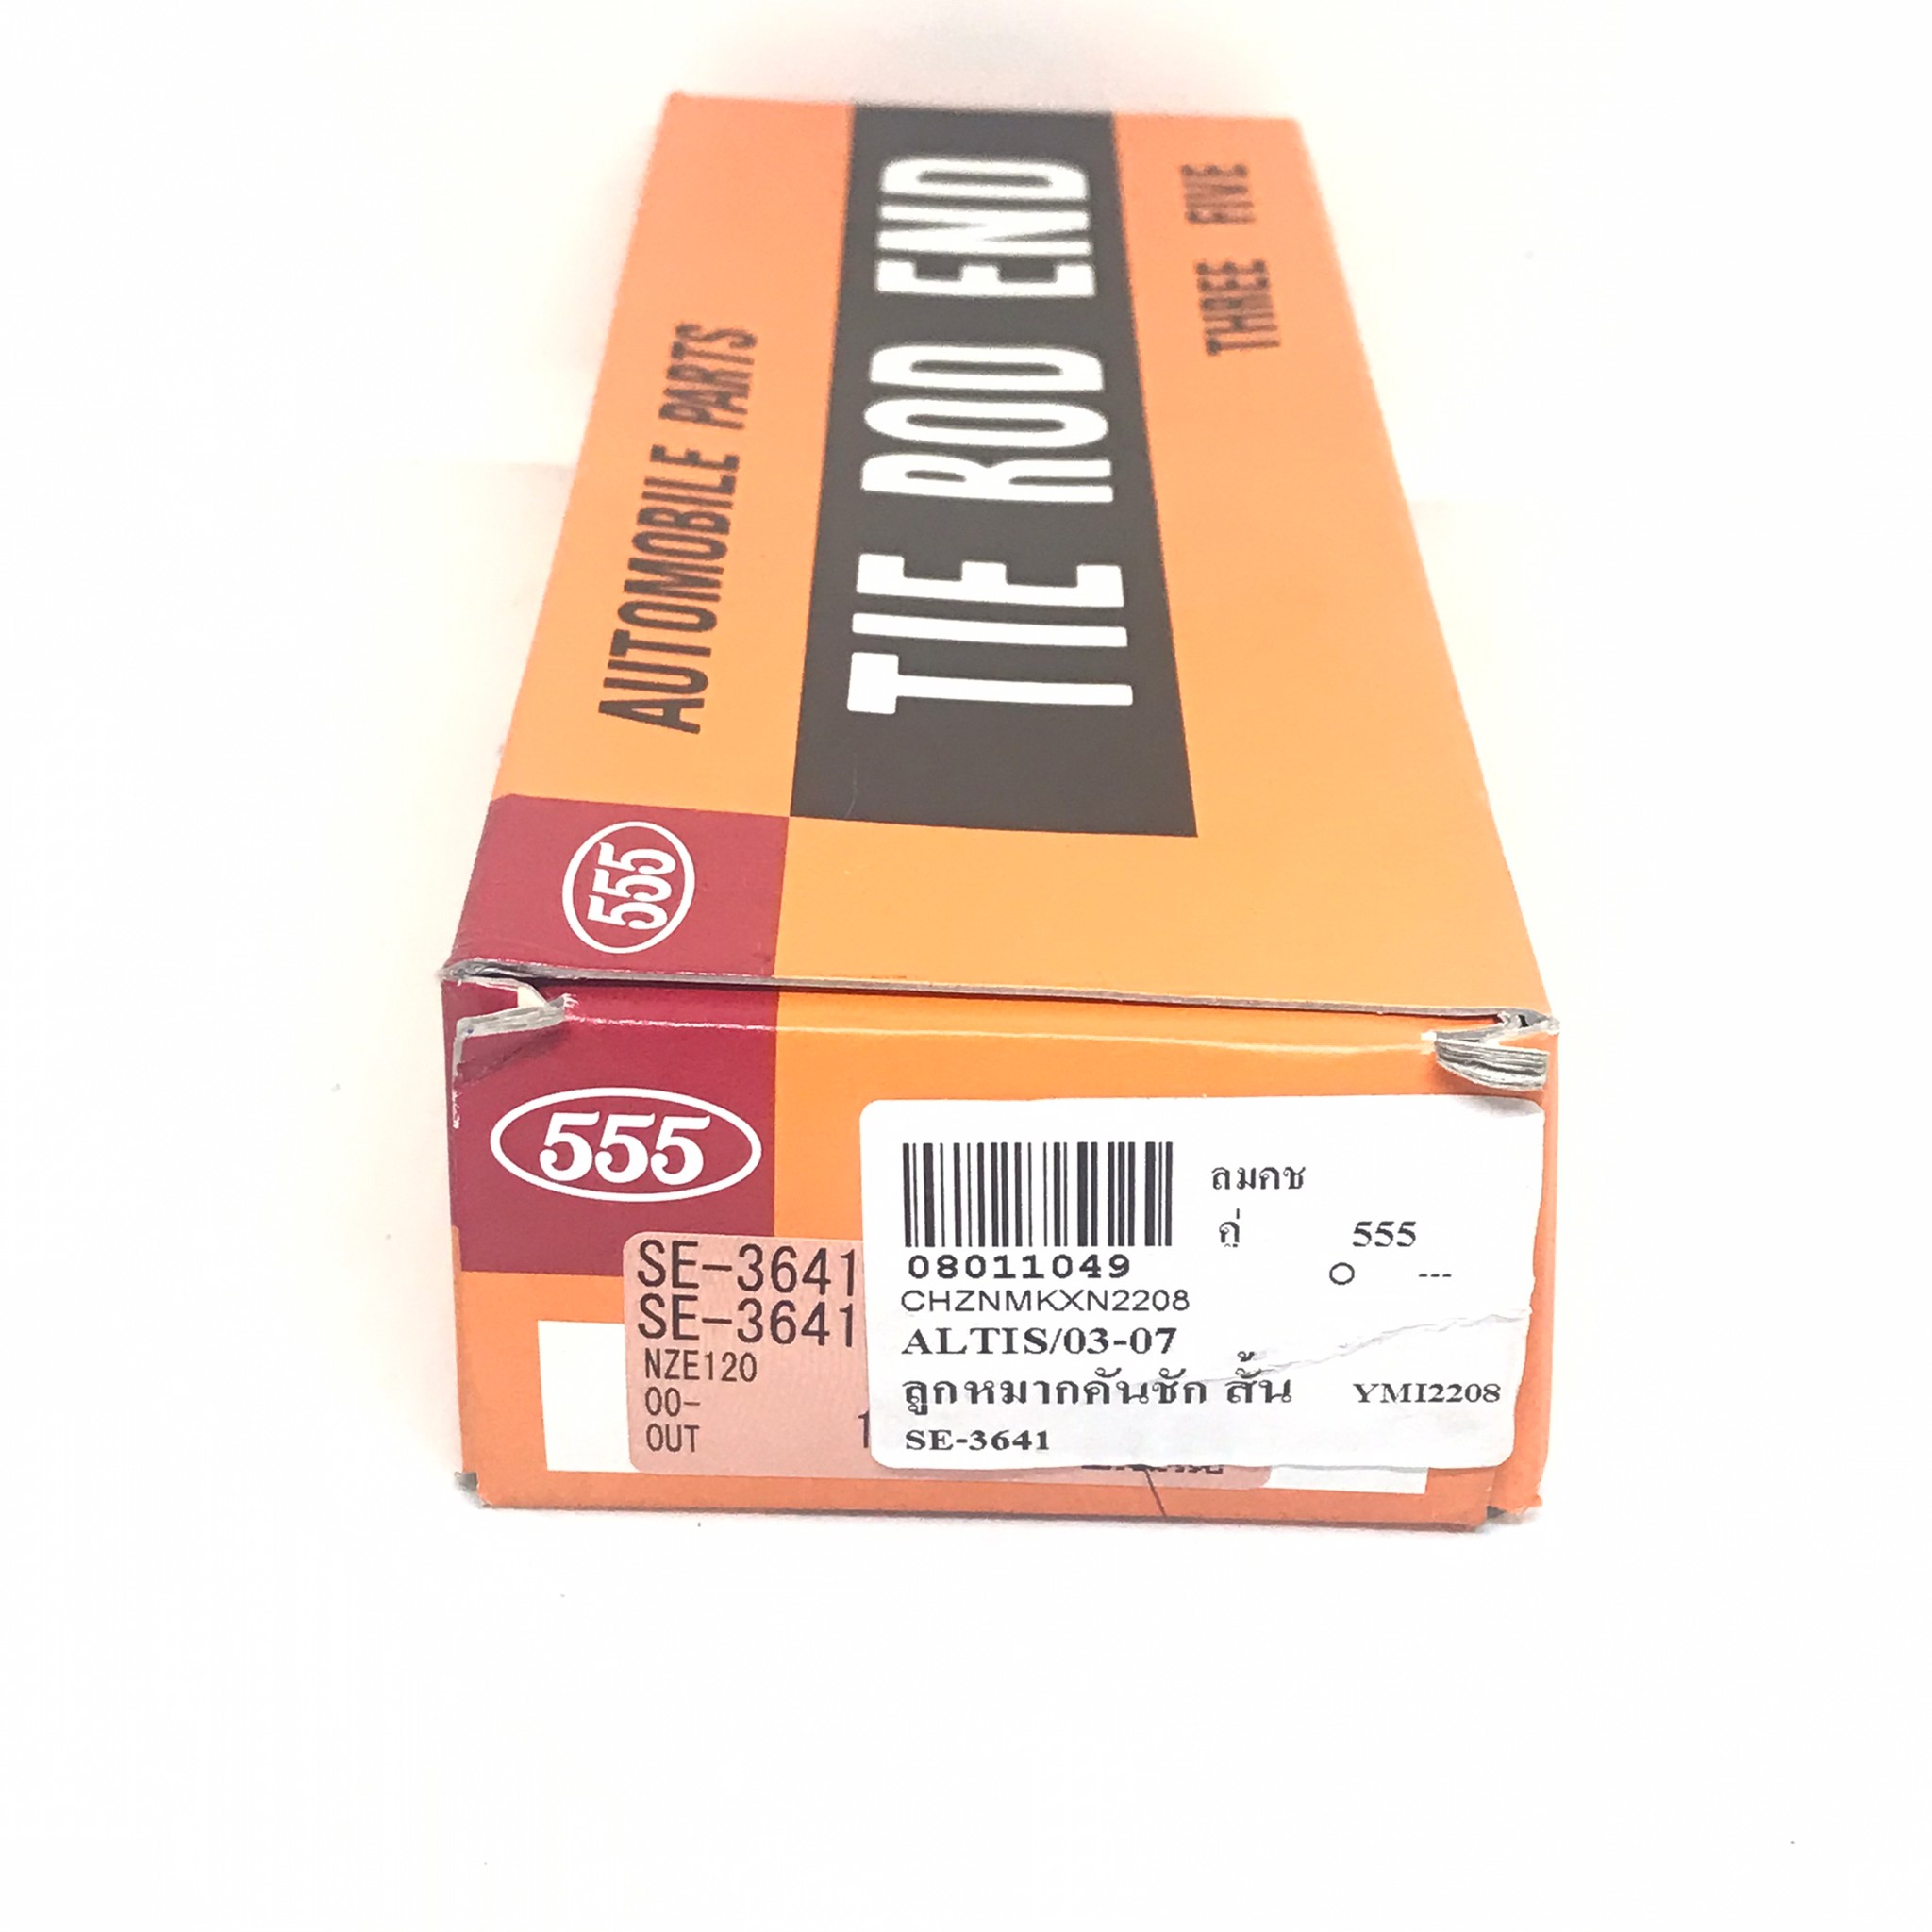 AUTOMOBILE PARTS
TIE ROD END
THREE FIVE
555
555
SE-3641
SE-3641
NZE120
00-
OUT 1
08011049
CHZNMKXN2208
ลมคช
คู่ 555
O ---
ALTIS/03-07
ลูกหมากคันชัก สั้น YMI2208
SE-3641